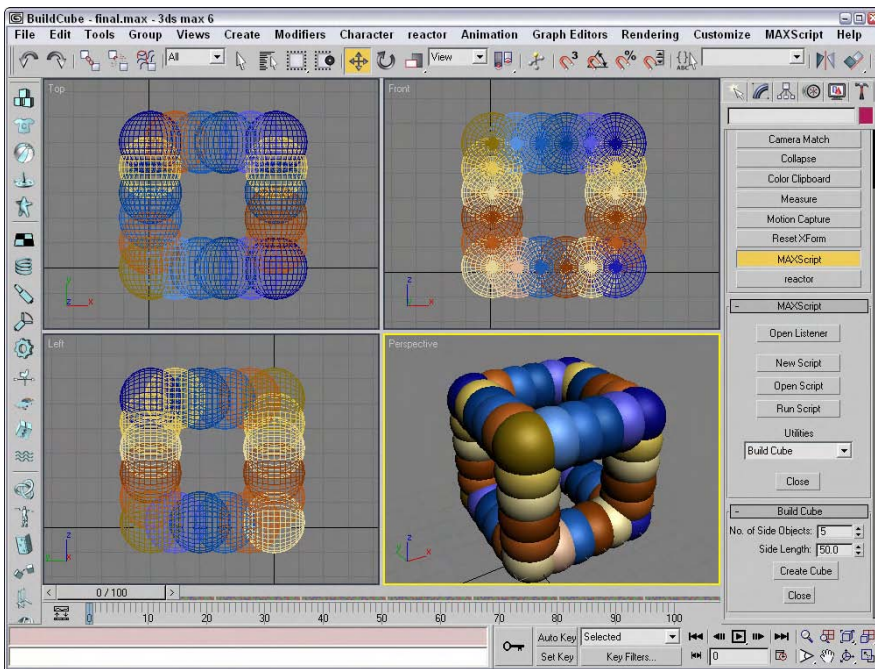 BuildCube - final.max - 3ds max 6
File Edit Tools Group Views Create Modifiers Character reactor Animation Graph Editors Rendering Customize MAXScript Help
All
View
Top
Front
Left
Perspective
z x
y
z x
z
y
z
y x
Camera Match
Collapse
Color Clipboard
Measure
Motion Capture
Reset XForm
MAXScript
reactor
- MAXScript
Open Listener
New Script
Open Script
Run Script
Utilities
Build Cube
Close
- Build Cube
No. of Side Objects: 5
Side Length: 50.0
Create Cube
Close
< 0 / 100 >
0 10 20 30 40 50 60 70 80 90 100
Auto Key Selected
Set Key Key Filters... 0